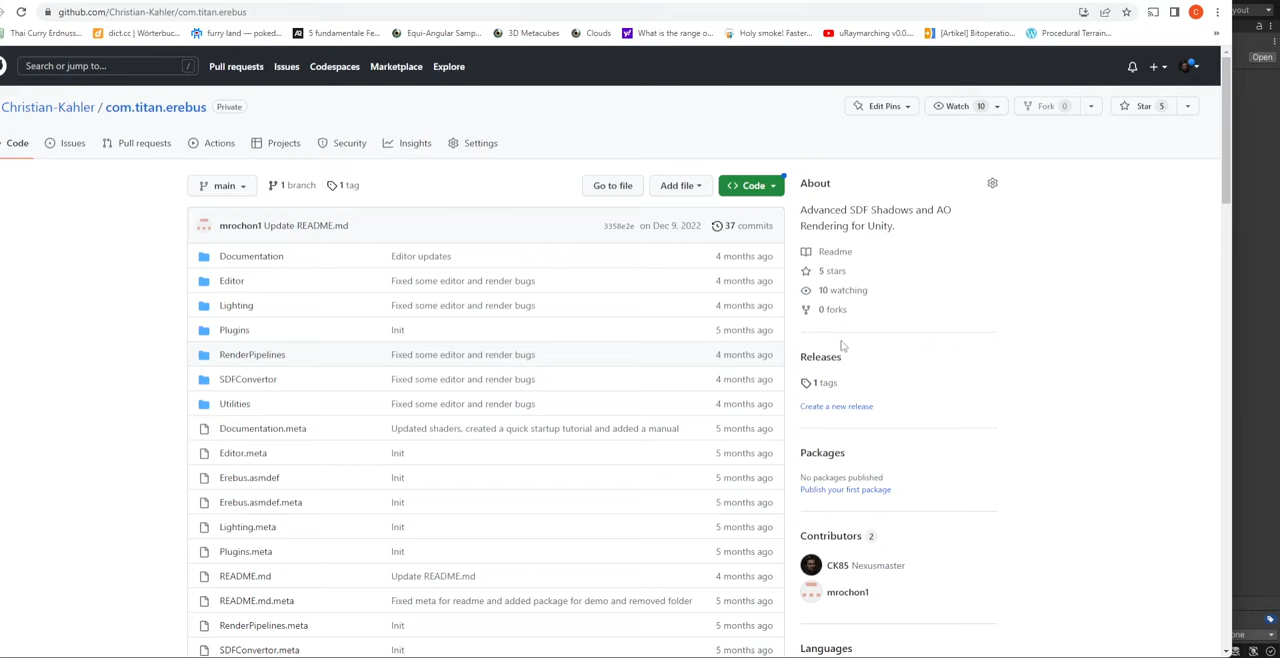 github.com/Christian-Kahler/com.titan.erebus
Thai Curry Erdnuss... dict.cc | Wörterbuc... furry land — poked... 5 fundamentale Fe... Equi-Angular Samp... 3D Metacubes Clouds What is the range o... Holy smoke! Faster... uRaymarching v0.0.... [Artikel] Bitoperatio... Procedural Terrain... »
Search or jump to... / Pull requests Issues Codespaces Marketplace Explore
Open
Christian-Kahler / com.titan.erebus Private Edit Pins Watch 10 Fork 0 Star 5
Code Issues Pull requests Actions Projects Security Insights Settings
main 1 branch 1 tag Go to file Add file Code
mrochon1 Update README.md 3358e2e on Dec 9, 2022 37 commits
Documentation Editor updates 4 months ago
Editor Fixed some editor and render bugs 4 months ago
Lighting Fixed some editor and render bugs 4 months ago
Plugins Init 5 months ago
RenderPipelines Fixed some editor and render bugs 4 months ago
SDFConvertor Fixed some editor and render bugs 4 months ago
Utilities Fixed some editor and render bugs 4 months ago
Documentation.meta Updated shaders, created a quick startup tutorial and added a manual 5 months ago
Editor.meta Init 5 months ago
Erebus.asmdef Init 5 months ago
Erebus.asmdef.meta Init 5 months ago
Lighting.meta Init 5 months ago
Plugins.meta Init 5 months ago
README.md Update README.md 4 months ago
README.md.meta Fixed meta for readme and added package for demo and removed folder 5 months ago
RenderPipelines.meta Init 5 months ago
SDFConvertor.meta Init 5 months ago
About
Advanced SDF Shadows and AO
Rendering for Unity.
Readme
5 stars
10 watching
0 forks
Releases
1 tags
Create a new release
Packages
No packages published
Publish your first package
Contributors 2
CK85 Nexusmaster
mrochon1
Languages